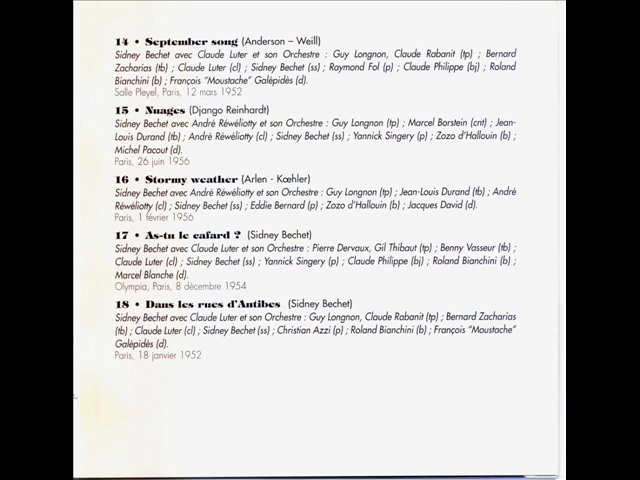 14 • September song (Anderson – Weill)
Sidney Bechet avec Claude Luter et son Orchestre : Guy Longnon, Claude Rabanit (tp) ; Bernard
Zacharias (tb) ; Claude Luter (cl) ; Sidney Bechet (ss) ; Raymond Fol (p) ; Claude Philippe (bj) ; Roland
Bianchini (b) ; François "Moustache" Galépidès (d).
Salle Pleyel, Paris, 12 mars 1952
15 • Nuages (Django Reinhardt)
Sidney Bechet avec André Réwéliotty et son Orchestre : Guy Longnon (tp) ; Marcel Borstein (cnt) ; Jean-
Louis Durand (tb) ; André Réwéliotty (cl) ; Sidney Bechet (ss) ; Yannick Singery (p) ; Zozo d'Hallouin (b) ;
Michel Pacout (d).
Paris, 26 juin 1956
16 • Stormy weather (Arlen - Kœhler)
Sidney Bechet avec André Réwéliotty et son Orchestre : Guy Longnon (tp) ; Jean-Louis Durand (tb) ; André
Réwéliotty (cl) ; Sidney Bechet (ss) ; Eddie Bernard (p) ; Zozo d'Hallouin (b) ; Jacques David (d).
Paris, 1 février 1956
17 • As-tu le cafard ? (Sidney Bechet)
Sidney Bechet avec Claude Luter et son Orchestre : Pierre Dervaux, Gil Thibaut (tp) ; Benny Vasseur (tb) ;
Claude Luter (cl) ; Sidney Bechet (ss) ; Yannick Singery (p) ; Claude Philippe (bj) ; Roland Bianchini (b) ;
Marcel Blanche (d).
Olympia, Paris, 8 décembre 1954
18 • Dans les rues d'Antibes (Sidney Bechet)
Sidney Bechet avec Claude Luter et son Orchestre : Guy Longnon, Claude Rabanit (tp) ; Bernard Zacharias
(tb) ; Claude Luter (cl) ; Sidney Bechet (ss) ; Christian Azzi (p) ; Roland Bianchini (b) ; François "Moustache"
Galépidès (d).
Paris, 18 janvier 1952